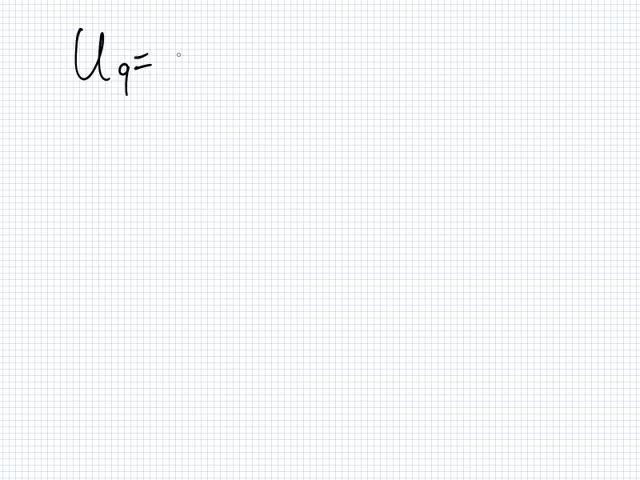 U_q =